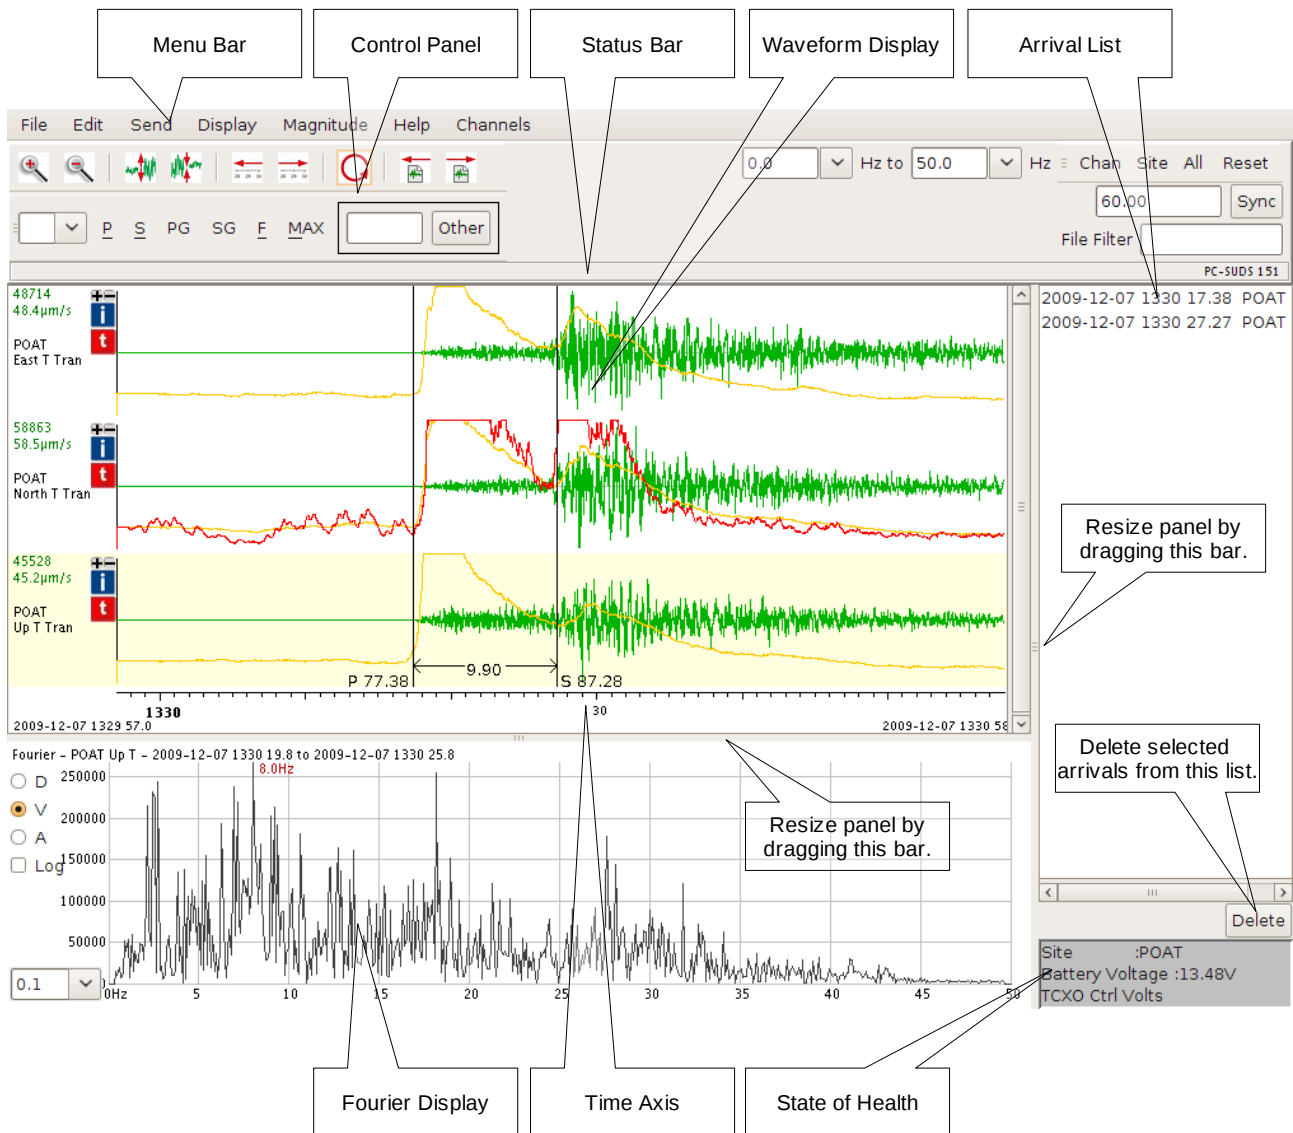 Menu Bar
Control Panel
Status Bar
Waveform Display
Arrival List
File Edit Send Display Magnitude Help Channels
0.0 Hz to 50.0 Hz Chan Site All Reset
60.00 Sync
P S PG SG F MAX Other
File Filter
PC-SUDS 151
48714
48.4µm/s
i
t
POAT
East T Tran
2009-12-07 1330 17.38 POAT
2009-12-07 1330 27.27 POAT
58863
58.5µm/s
i
t
POAT
North T Tran
Resize panel by
dragging this bar.
45528
45.2µm/s
i
t
POAT
Up T Tran
9.90
P 77.38
S 87.28
1330
30
2009-12-07 1329 57.0
2009-12-07 1330 58
Fourier - POAT Up T - 2009-12-07 1330 19.8 to 2009-12-07 1330 25.8
8.0Hz
D
V
A
Log
250000
200000
150000
100000
50000
0.1
0Hz 5 10 15 20 25 30 35 40 45 50
Resize panel by
dragging this bar.
Delete selected
arrivals from this list.
Delete
Site :POAT
Battery Voltage :13.48V
TCXO Ctrl Volts
Fourier Display
Time Axis
State of Health